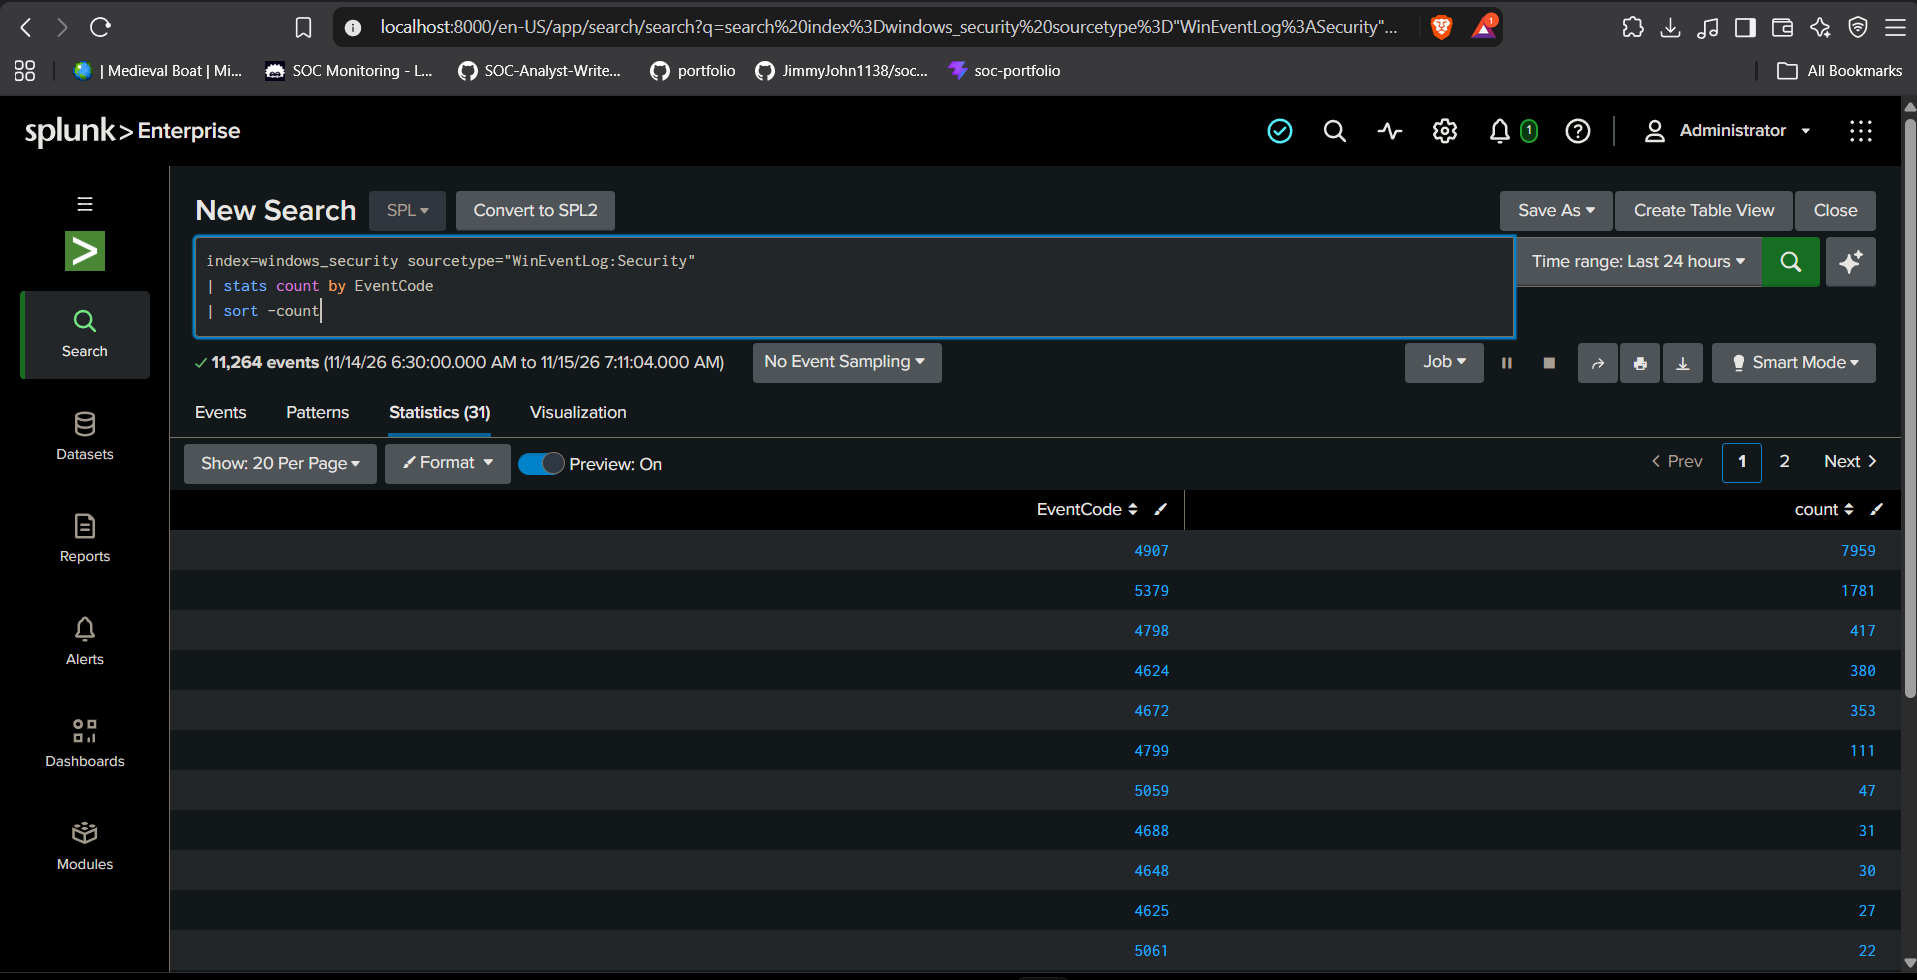 localhost:8000/en-US/app/search/search?q=search%20index%3Dwindows_security%20sourcetype%3D"WinEventLog%3ASecurity"...
1
| Medieval Boat | Mi...
SOC Monitoring - L...
SOC-Analyst-Write...
portfolio
JimmyJohn1138/soc...
soc-portfolio
All Bookmarks
splunk> Enterprise
1
Administrator
New Search
SPL
Convert to SPL2
Save As
Create Table View
Close
index=windows_security sourcetype="WinEventLog:Security"
| stats count by EventCode
| sort -count
Time range: Last 24 hours
11,264 events (11/14/26 6:30:00.000 AM to 11/15/26 7:11:04.000 AM)
No Event Sampling
Job
Smart Mode
Search
Datasets
Reports
Alerts
Dashboards
Modules
Events
Patterns
Statistics (31)
Visualization
Show: 20 Per Page
Format
Preview: On
Prev
1
2
Next
EventCode count
4907 7959
5379 1781
4798 417
4624 380
4672 353
4799 111
5059 47
4688 31
4648 30
4625 27
5061 22